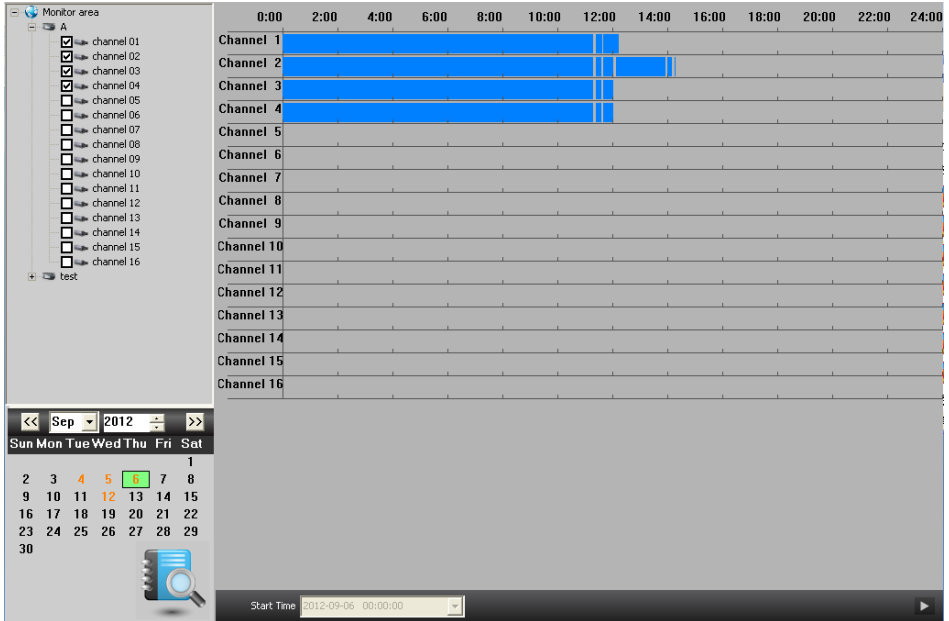 Monitor area
A
channel 01
channel 02
channel 03
channel 04
channel 05
channel 06
channel 07
channel 08
channel 09
channel 10
channel 11
channel 12
channel 13
channel 14
channel 15
channel 16
test
<< Sep 2012 >>
Sun Mon Tue Wed Thu Fri Sat
1
2 3 4 5 6 7 8
9 10 11 12 13 14 15
16 17 18 19 20 21 22
23 24 25 26 27 28 29
30
0:00 2:00 4:00 6:00 8:00 10:00 12:00 14:00 16:00 18:00 20:00 22:00 24:00
Channel 1
Channel 2
Channel 3
Channel 4
Channel 5
Channel 6
Channel 7
Channel 8
Channel 9
Channel 10
Channel 11
Channel 12
Channel 13
Channel 14
Channel 15
Channel 16
Start Time 2012-09-06 00:00:00